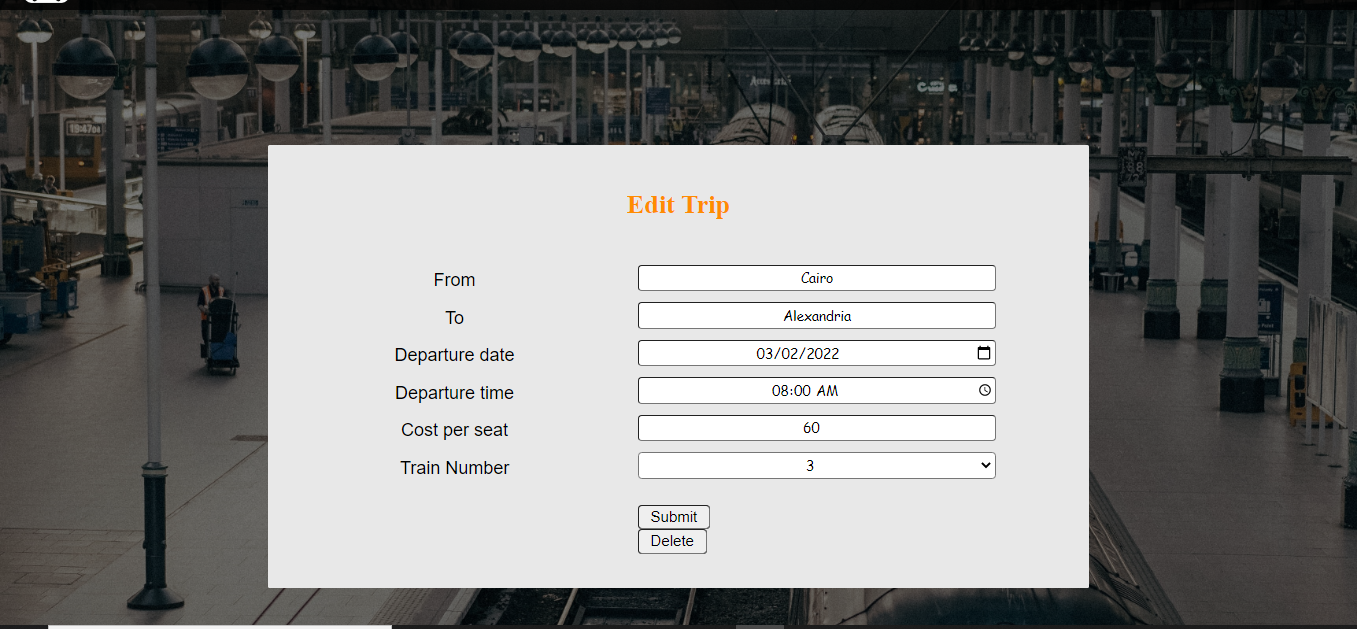 Edit Trip
From Cairo
To Alexandria
Departure date 03/02/2022
Departure time 08:00 AM
Cost per seat 60
Train Number 3
Submit
Delete